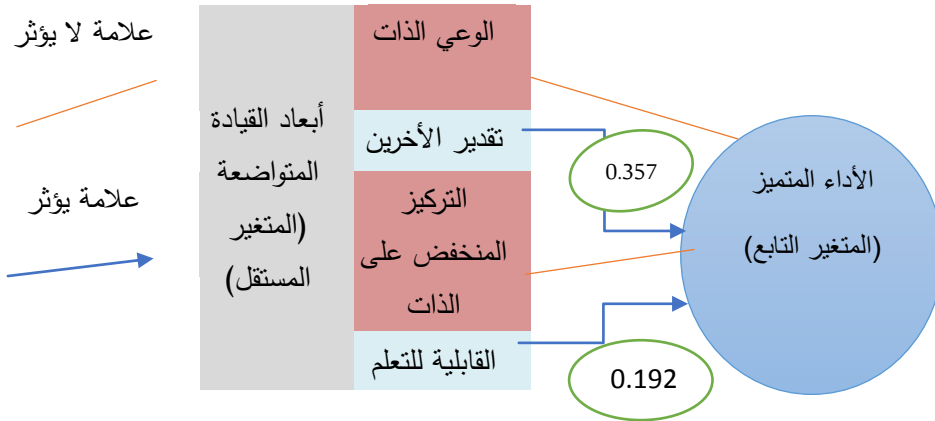 علامة لا يؤثر
علامة يؤثر
أبعاد القيادة
المتواضعة
(المتغير
المستقل)
الوعي الذات
تقدير الأخرين
التركيز
المنخفض على
الذات
القابلية للتعلم
0.357
0.192
الأداء المتميز
(المتغير التابع)